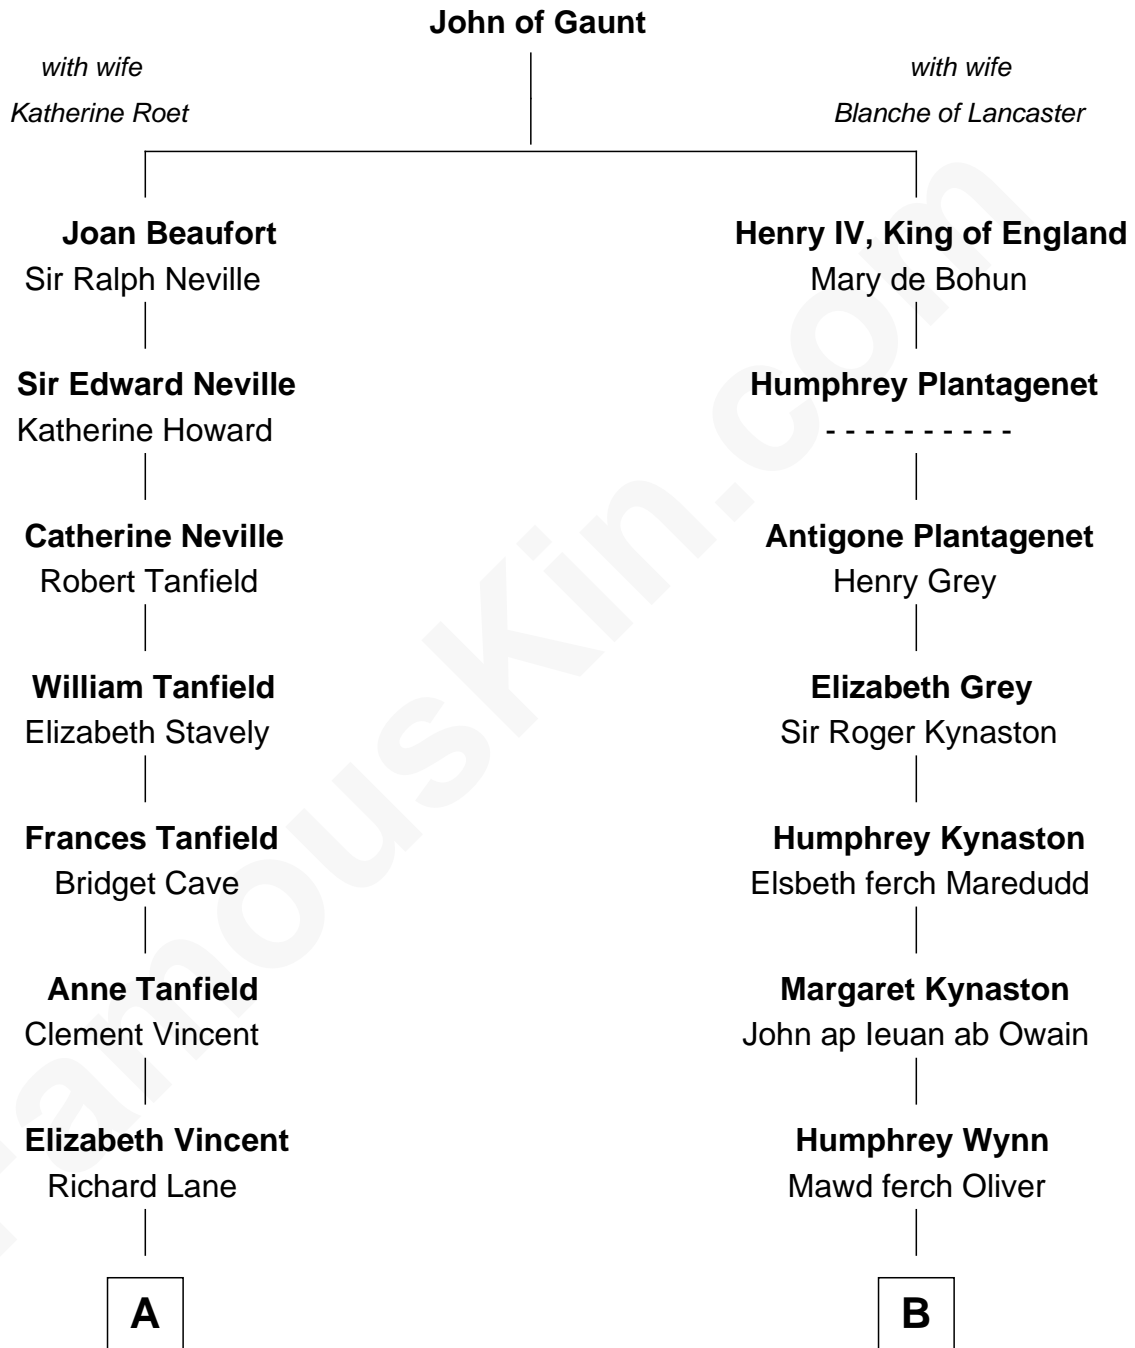 John of Gaunt
with wife
Katherine Roet
with wife
Blanche of Lancaster
Joan Beaufort
Sir Ralph Neville
Henry IV, King of England
Mary de Bohun
Sir Edward Neville
Katherine Howard
Humphrey Plantagenet
- - - - - - - - - -
Catherine Neville
Robert Tanfield
Antigone Plantagenet
Henry Grey
William Tanfield
Elizabeth Stavely
Elizabeth Grey
Sir Roger Kynaston
Frances Tanfield
Bridget Cave
Humphrey Kynaston
Elsbeth ferch Maredudd
Anne Tanfield
Clement Vincent
Margaret Kynaston
John ap Ieuan ab Owain
Elizabeth Vincent
Richard Lane
Humphrey Wynn
Mawd ferch Oliver
A
B
FamousKin.com